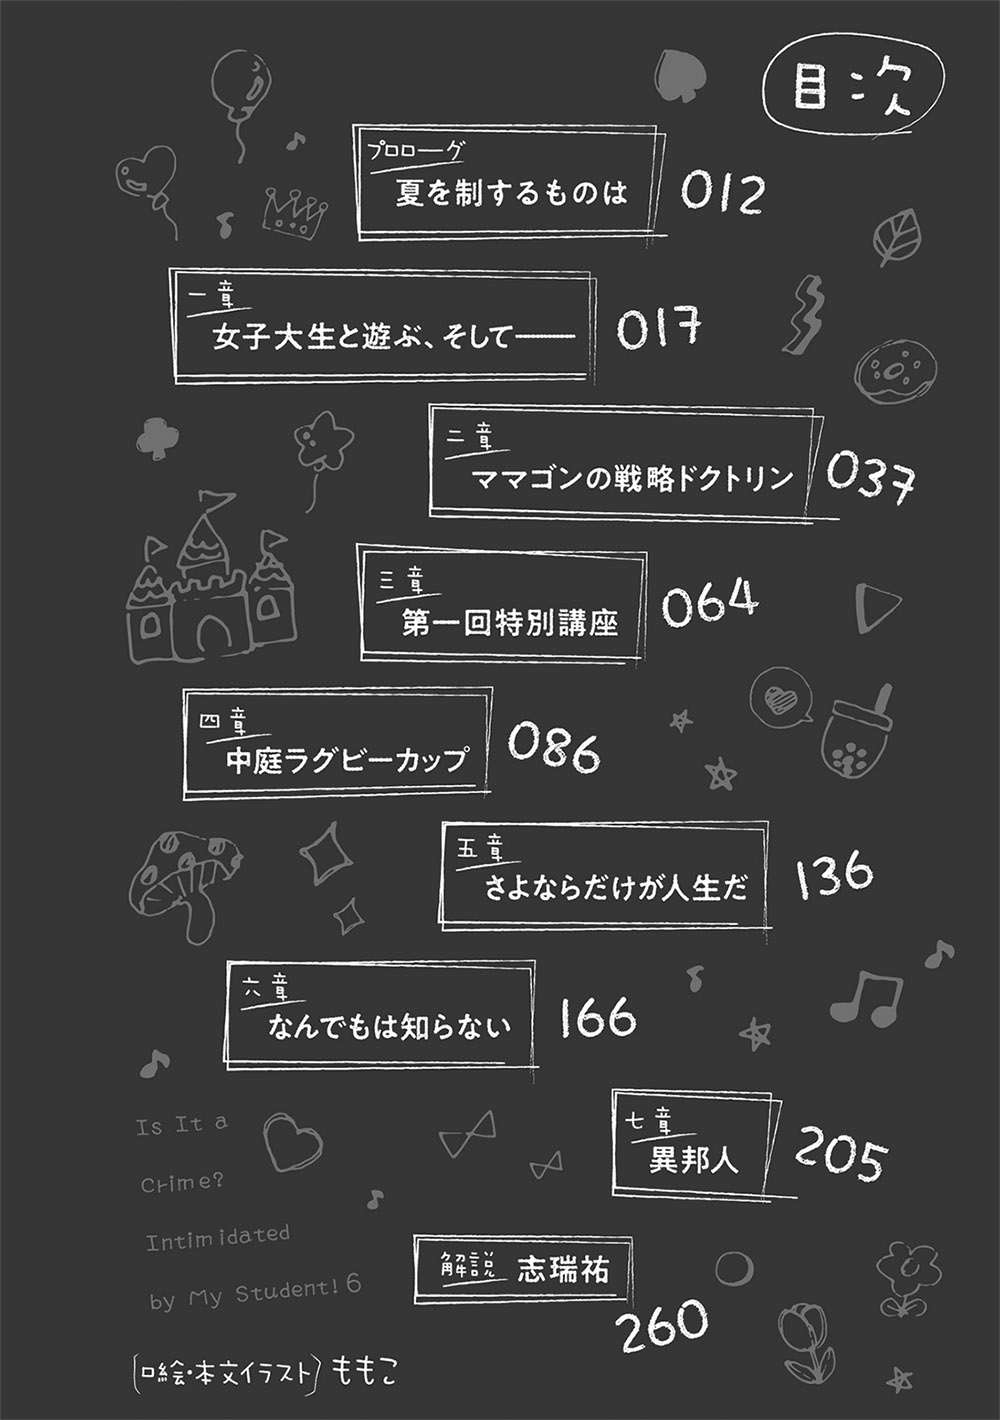 目次
プロローグ
夏を制するものは 012
一章
女子大生と遊ぶ、そして―― 017
二章
ママゴンの戦略ドクトリン 037
三章
第一回特別講座 064
四章
中庭ラグビーカップ 086
五章
さよならだけが人生だ 136
六章
なんでもは知らない 166
七章
異邦人 205
解説 志瑞祐
260
Is It a
Crime?
Intimidated
by My Student! 6
[口絵・本文イラスト] ももこ